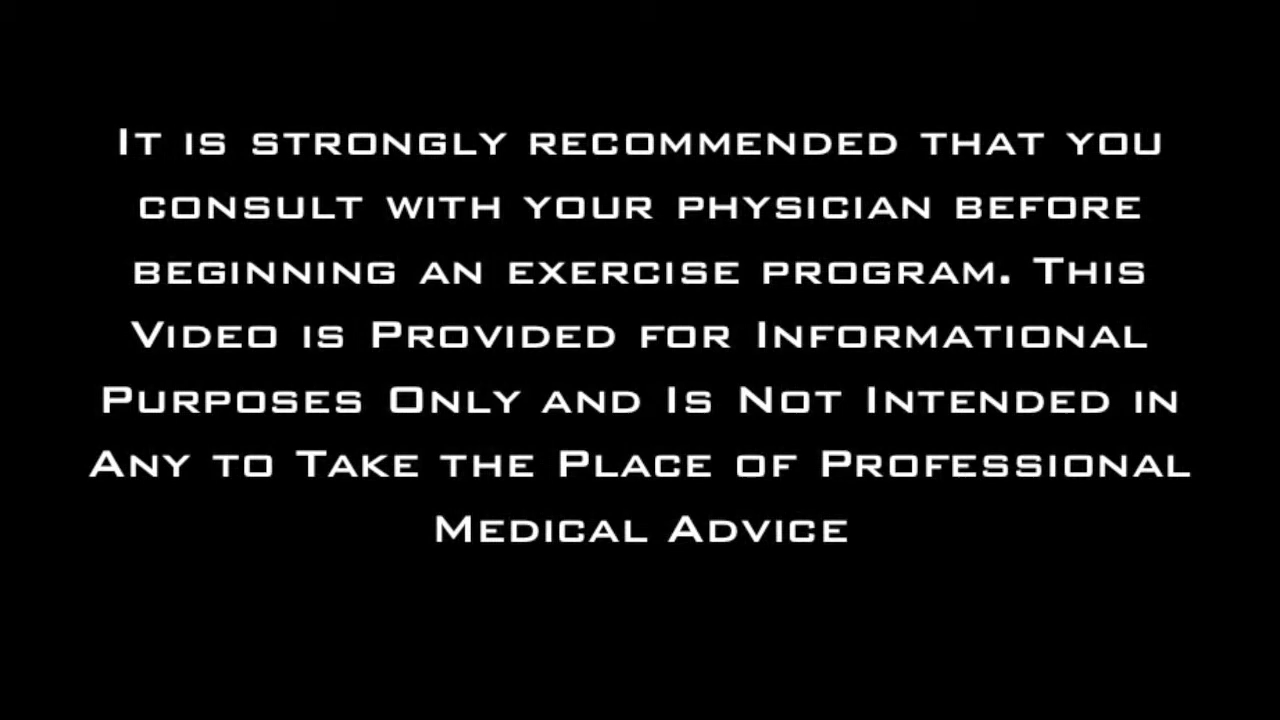 It is strongly recommended that you
consult with your physician before
beginning an exercise program. This
Video is Provided for Informational
Purposes Only and Is Not Intended in
Any to Take the Place of Professional
Medical Advice